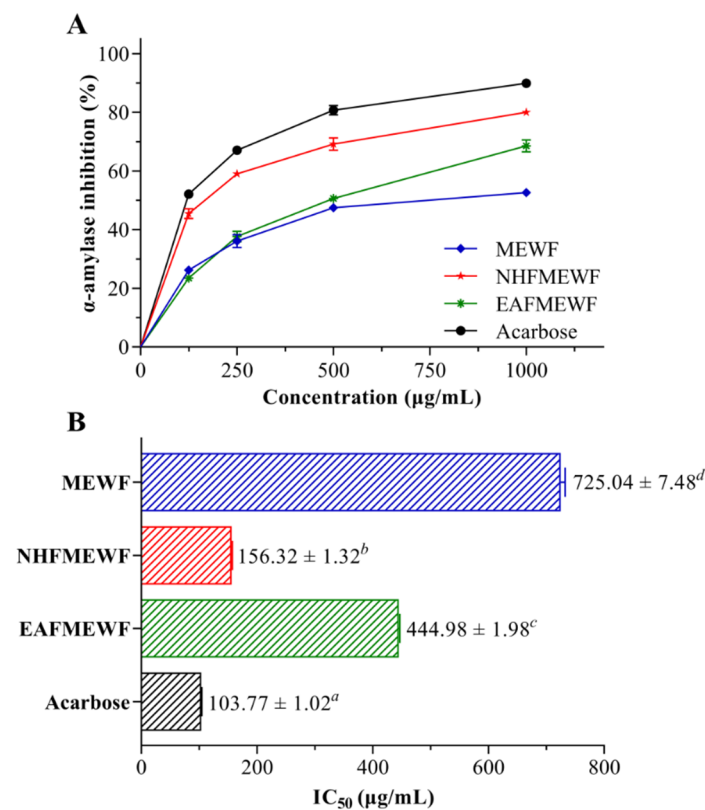 A
α-amylase inhibition (%)
100
80
60
40
20
0
0 250 500 750 1000
Concentration (µg/mL)
MEWF
NHFMEWF
EAFMEWF
Acarbose
B
MEWF 725.04 ± 7.48d
NHFMEWF 156.32 ± 1.32b
EAFMEWF 444.98 ± 1.98c
Acarbose 103.77 ± 1.02a
0 200 400 600 800
IC50 (µg/mL)